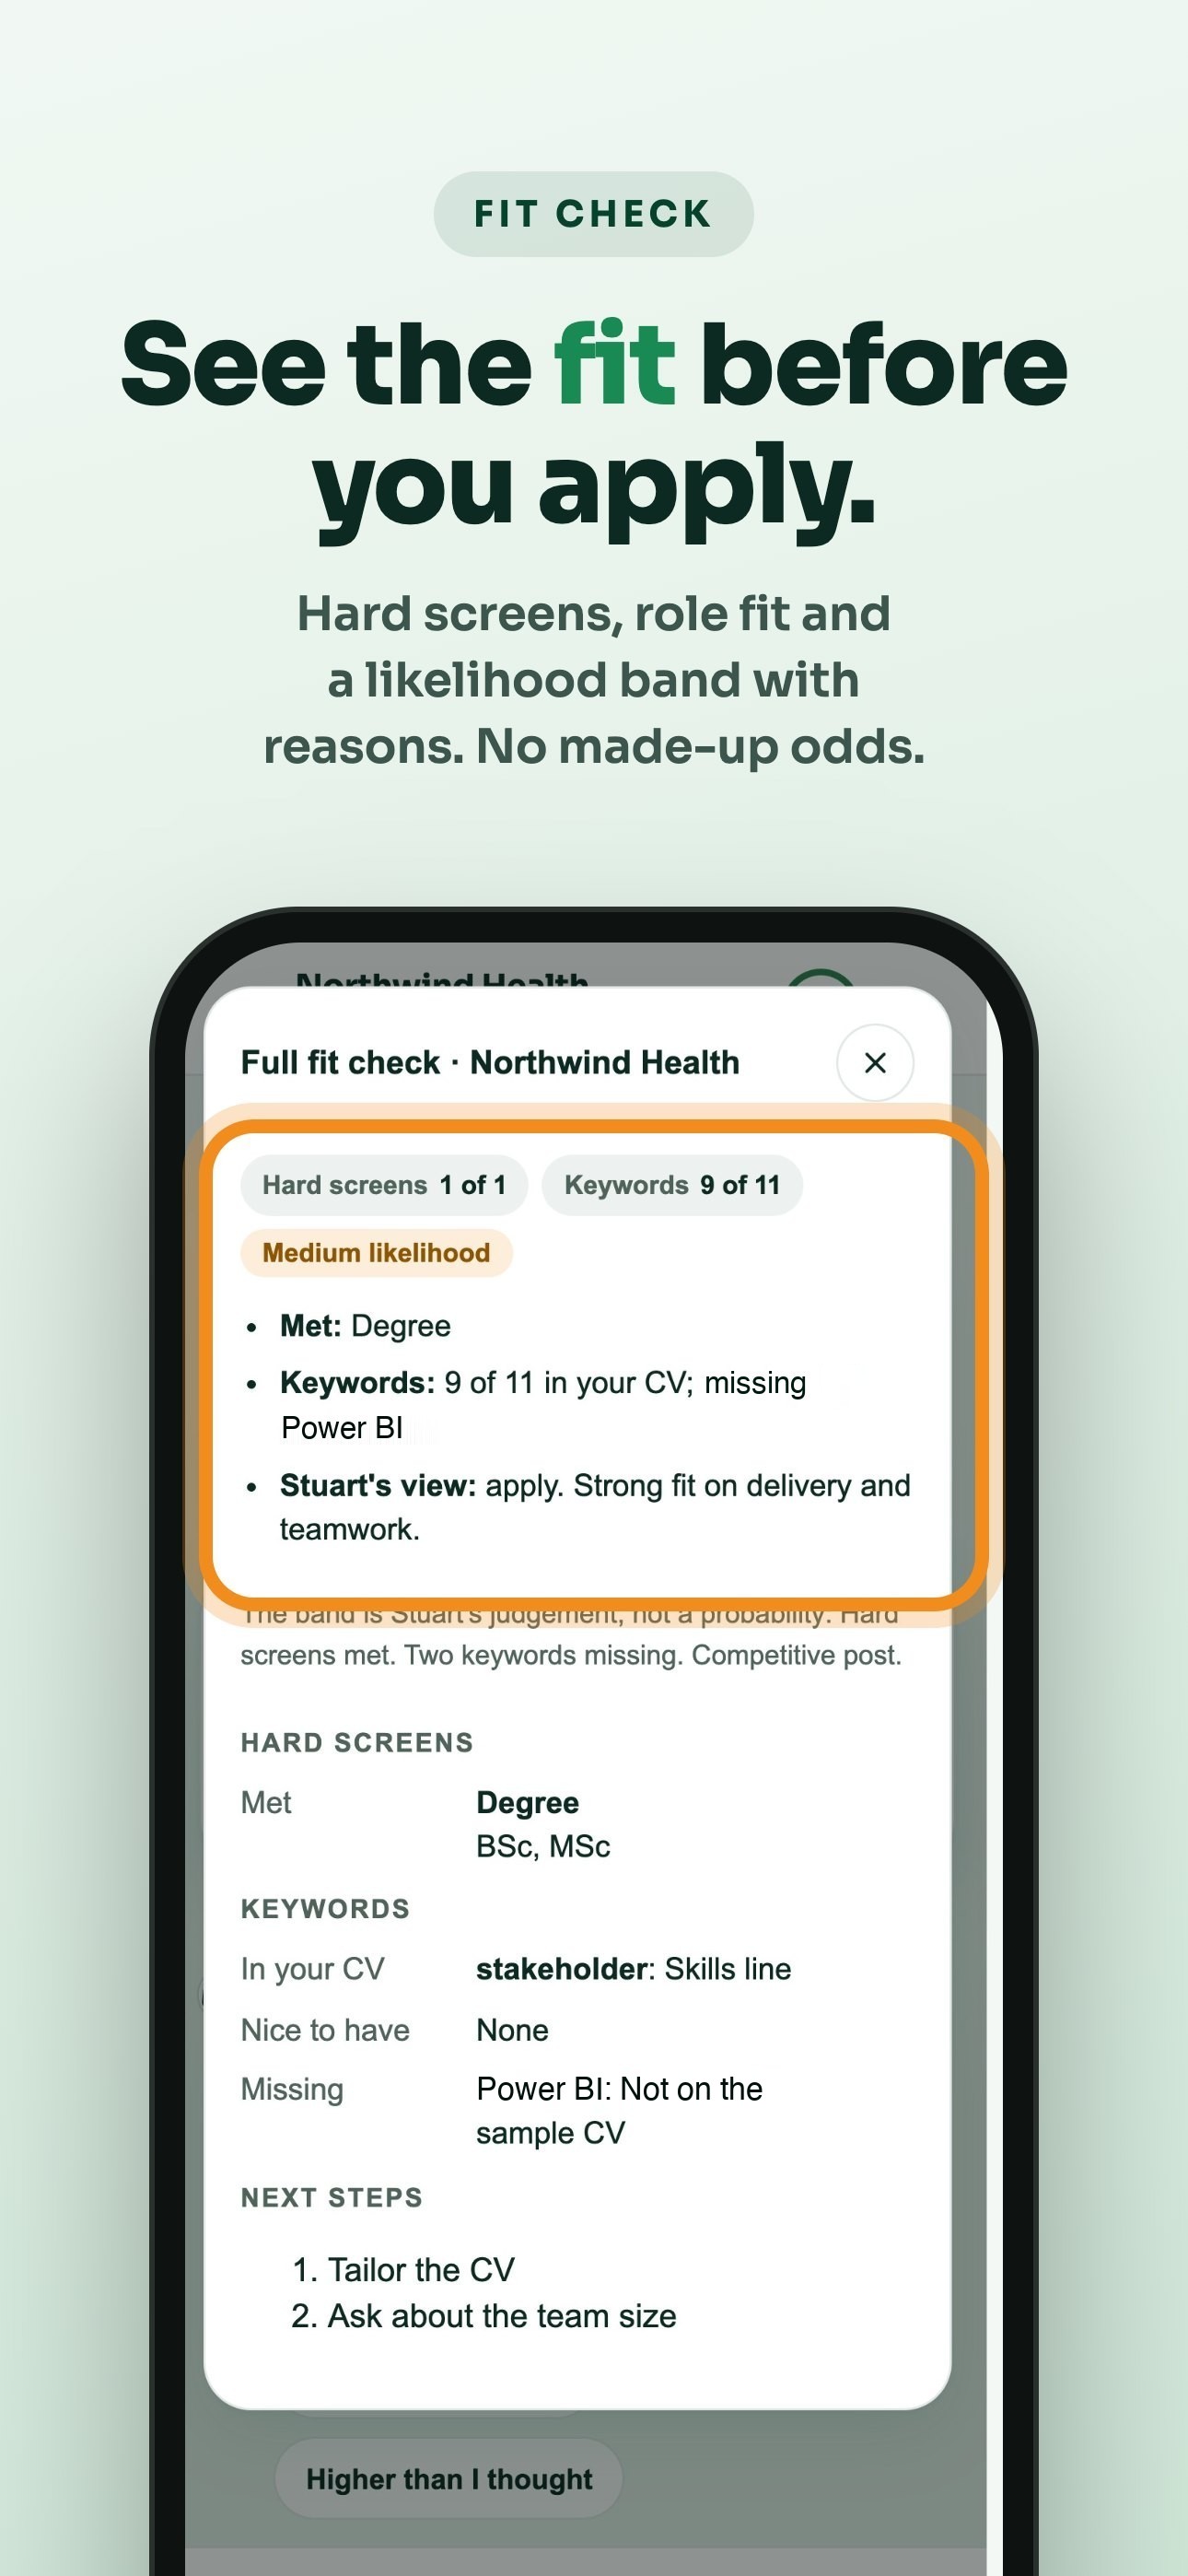 FIT CHECK
See the fit before
you apply.
Hard screens, role fit and
a likelihood band with
reasons. No made-up odds.
Northwind Health
Full fit check · Northwind Health
Hard screens 1 of 1 Keywords 9 of 11
Medium likelihood
• Met: Degree
• Keywords: 9 of 11 in your CV; missing
Power BI
• Stuart's view: apply. Strong fit on delivery and
teamwork.
The band is Stuart's judgement, not a probability. Hard
screens met. Two keywords missing. Competitive post.
HARD SCREENS
Met Degree
BSc, MSc
KEYWORDS
In your CV stakeholder: Skills line
Nice to have None
Missing Power BI: Not on the
sample CV
NEXT STEPS
1. Tailor the CV
2. Ask about the team size
Higher than I thought